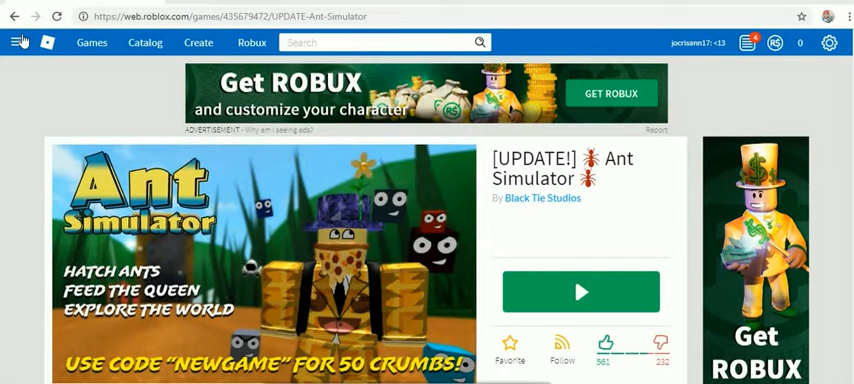 https://web.roblox.com/games/435679472/UPDATE-Ant-Simulator
Games Catalog Create Robux Search jocrisann17: <13 4 0
Get ROBUX
and customize your character
GET ROBUX
ADVERTISEMENT - Why am I seeing ads? Report
[UPDATE!] Ant
Simulator
By Black Tie Studios
Ant
Simulator
HATCH ANTS
FEED THE QUEEN
EXPLORE THE WORLD
USE CODE "NEWGAME" FOR 50 CRUMBS!
Favorite Follow 561 232
Get
ROBUX